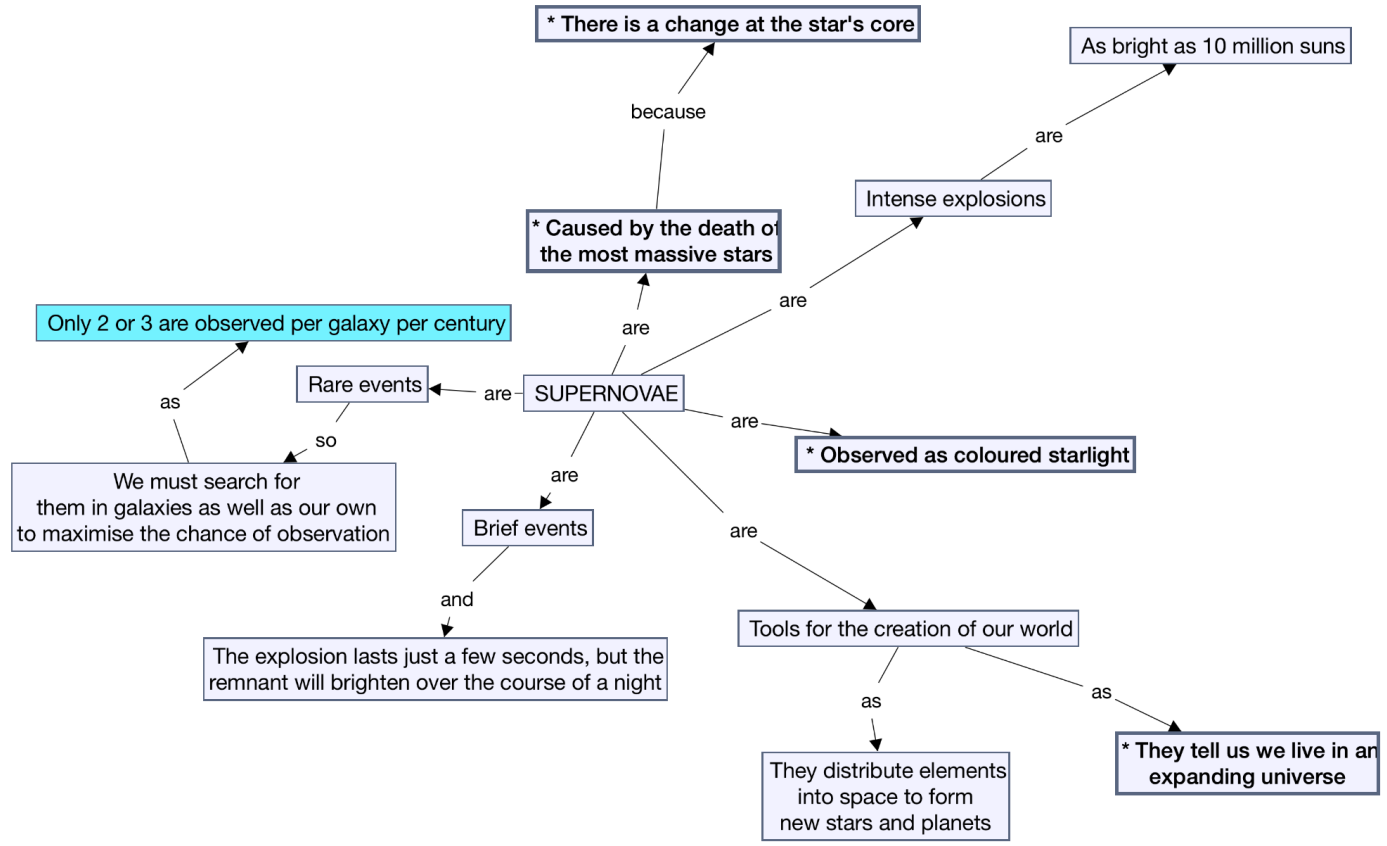 * There is a change at the star's core
As bright as 10 million suns
because
are
Intense explosions
* Caused by the death of
the most massive stars
are
are
Only 2 or 3 are observed per galaxy per century
Rare events
are
SUPERNOVAE
as
are
so
* Observed as coloured starlight
We must search for
them in galaxies as well as our own
to maximise the chance of observation
are
Brief events
are
and
Tools for the creation of our world
The explosion lasts just a few seconds, but the
remnant will brighten over the course of a night
as
as
They distribute elements
into space to form
new stars and planets
* They tell us we live in an
expanding universe